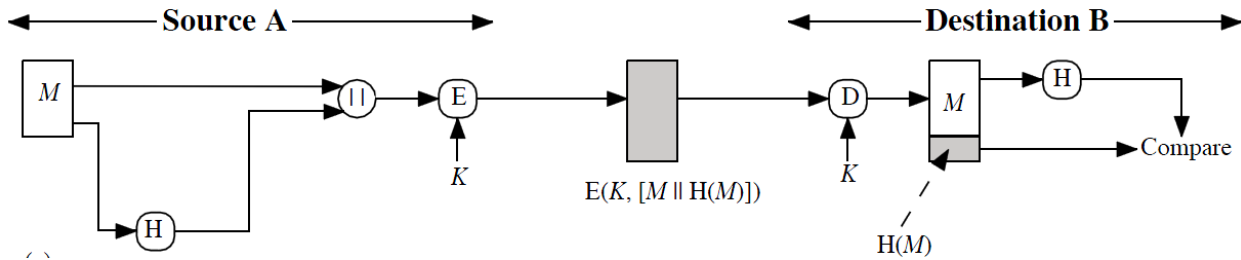 Source A
Destination B
M
||
E
D
M
H
K
E(K, [M || H(M)])
K
Compare
H
H(M)